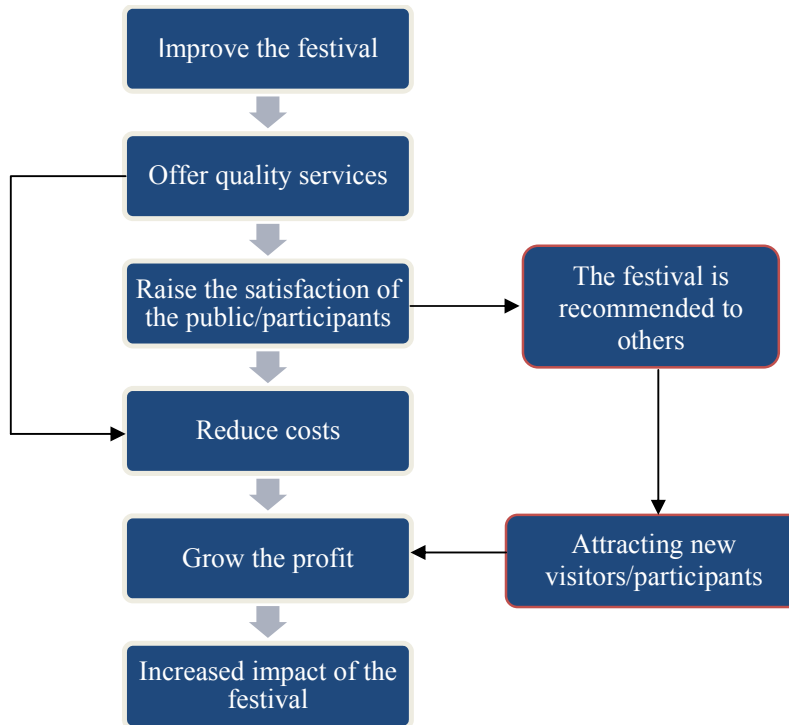 Improve the festival
Offer quality services
Raise the satisfaction of
the public/participants
The festival is
recommended to
others
Reduce costs
Grow the profit
Attracting new
visitors/participants
Increased impact of the
festival